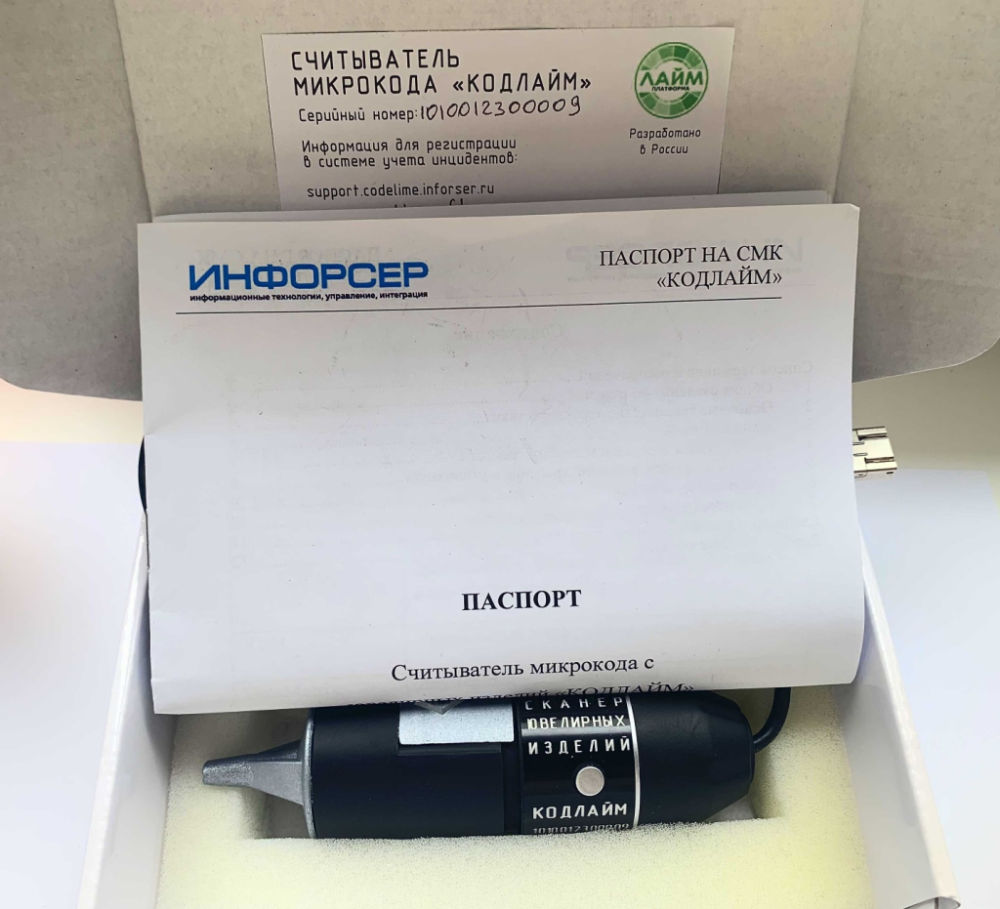 СЧИТЫВАТЕЛЬ
МИКРОКОДА «КОДЛАЙМ»
Серийный номер:1010012300009
Информация для регистрации
в системе учета инцидентов:
support.codelime.inforser.ru
ЛАЙМ
ПЛАТФОРМА
Разработано
в России
ИНФОРСЕР
информационные технологии, управление, интеграция
ПАСПОРТ НА СМК
«КОДЛАЙМ»
ПАСПОРТ
Считыватель микрокода с
изделий «КОДЛАЙМ»
СКАНЕР
ЮВЕЛИРНЫХ
ИЗДЕЛИЙ
КОДЛАЙМ
1010012300009